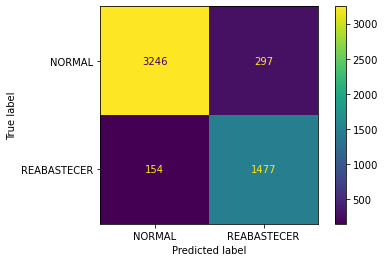 NORMAL
3246
297
REABASTECER
154
1477
NORMAL
REABASTECER
Predicted label
True label
3000
2500
2000
1500
1000
500